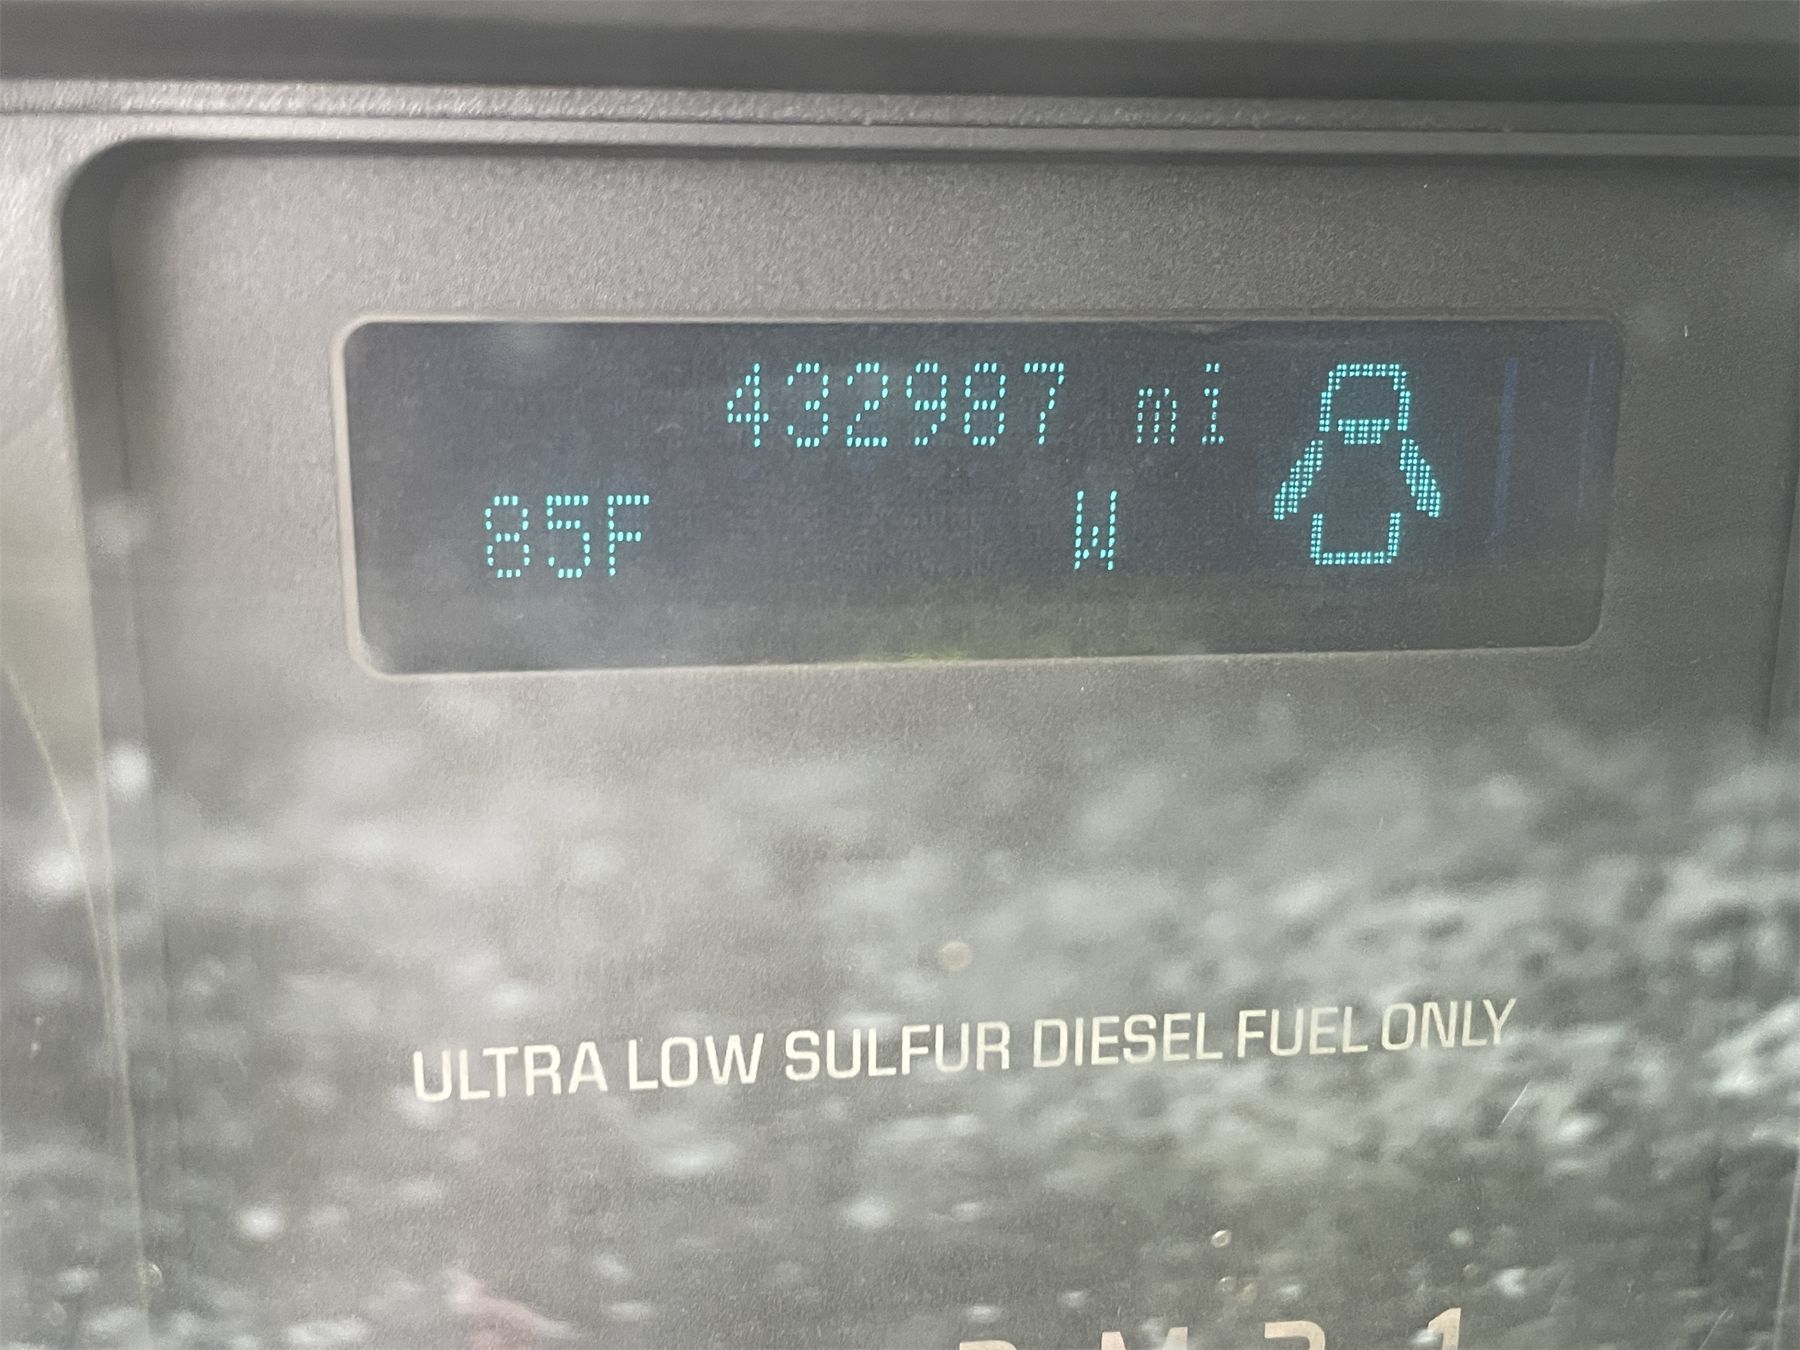 432987 mi
85F W
ULTRA LOW SULFUR DIESEL FUEL ONLY